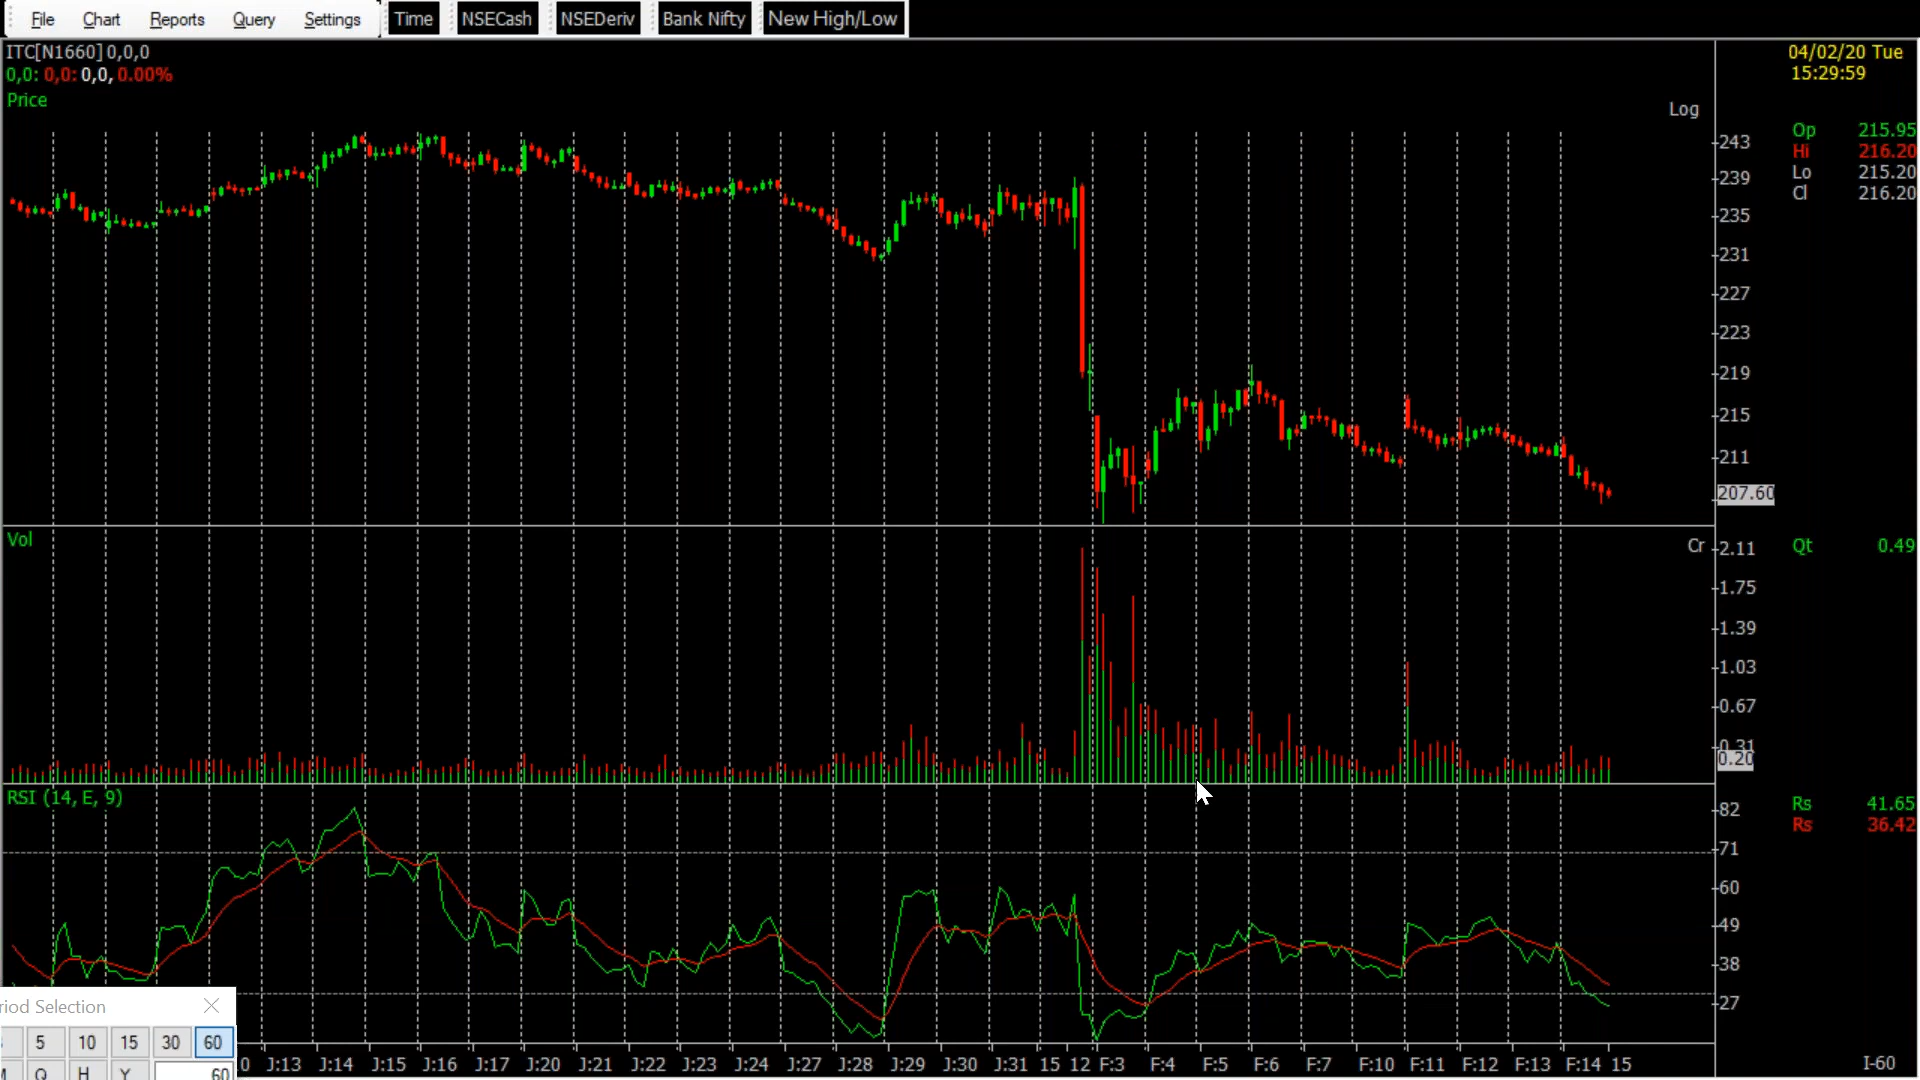 File Chart Reports Query Settings Time NSECash NSEDeriv Bank Nifty New High/Low
ITC[N1660] 0,0,0
04/02/20 Tue
0,0: 0,0: 0,0, 0.00%
15:29:59
Price
Log
243
239
235
231
227
223
219
215
211
207.60
Op 215.95
Hi 216.20
Lo 215.20
Cl 216.20
Vol
Cr
2.11
1.75
1.39
1.03
0.67
0.31
0.20
Qt 0.49
RSI (14, E, 9)
82
71
60
49
38
27
Rs 41.65
Rs 36.42
riod Selection
5 10 15 30 60
Q H Y 60
0 J:13 J:14 J:15 J:16 J:17 J:20 J:21 J:22 J:23 J:24 J:27 J:28 J:29 J:30 J:31 15 12 F:3 F:4 F:5 F:6 F:7 F:10 F:11 F:12 F:13 F:14 15
I-60